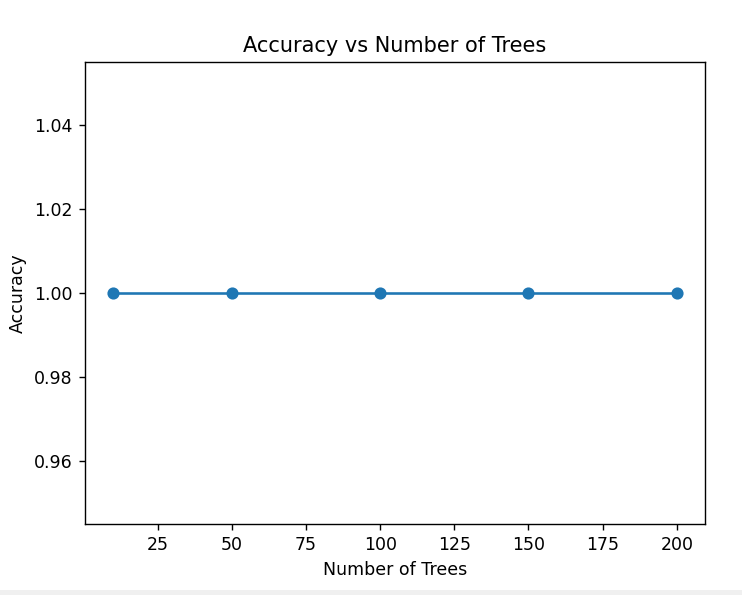 Accuracy vs Number of Trees
Accuracy
1.04
1.02
1.00
0.98
0.96
25 50 75 100 125 150 175 200
Number of Trees